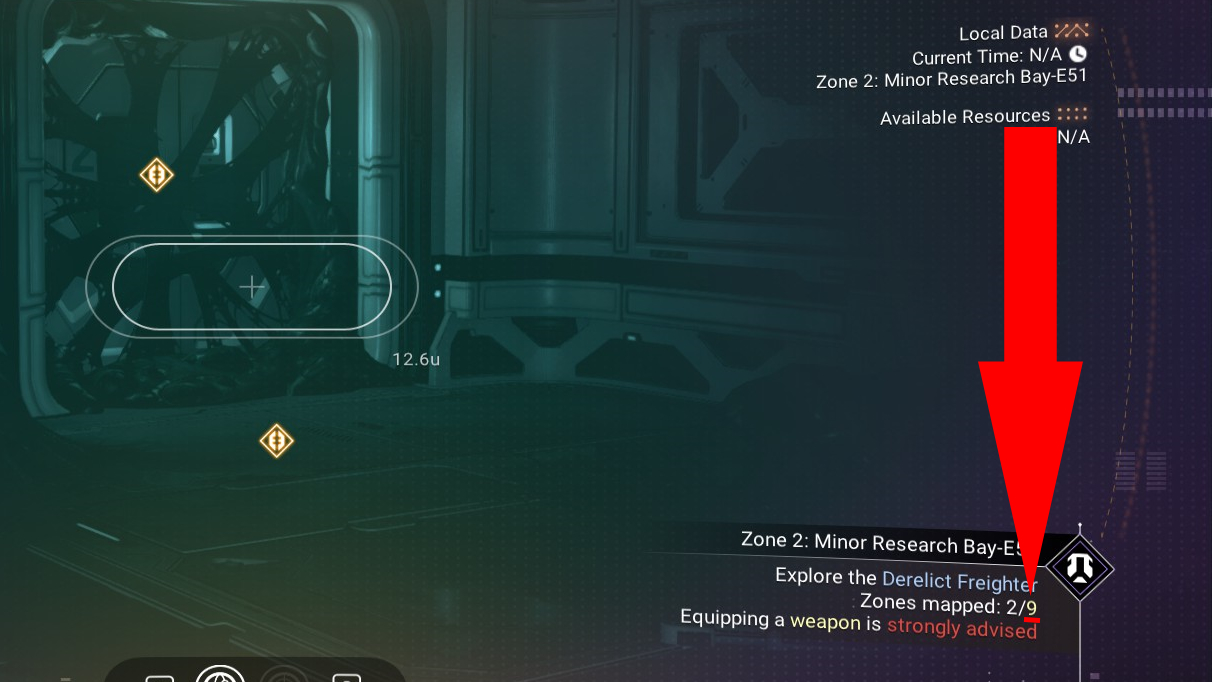 Local Data
Current Time: N/A
Zone 2: Minor Research Bay-E51
Available Resources
N/A
12.6u
Zone 2: Minor Research Bay-E5
Explore the Derelict Freighter
Zones mapped: 2/9
Equipping a weapon is strongly advised